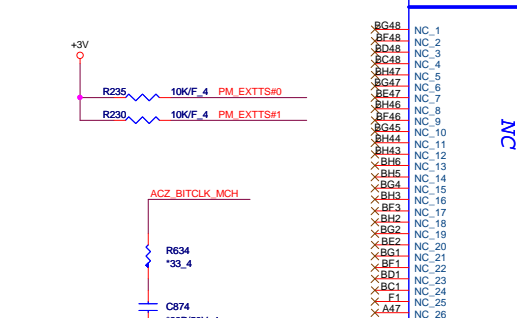 +3V
R235 10K/F_4 PM_EXTTS#0
R230 10K/F_4 PM_EXTTS#1
ACZ_BITCLK_MCH
R634
*33_4
C874
BG48 NC_1
BF48 NC_2
BD48 NC_3
BC48 NC_4
BH47 NC_5
BG47 NC_6
BE47 NC_7
BH46 NC_8
BF46 NC_9
BG45 NC_10
BH44 NC_11
BH43 NC_12
BH6 NC_13
BH5 NC_14
BG4 NC_15
BH3 NC_16
BF3 NC_17
BH2 NC_18
BG2 NC_19
BE2 NC_20
BG1 NC_21
BF1 NC_22
BD1 NC_23
BC1 NC_24
F1 NC_25
A47 NC_26
NC